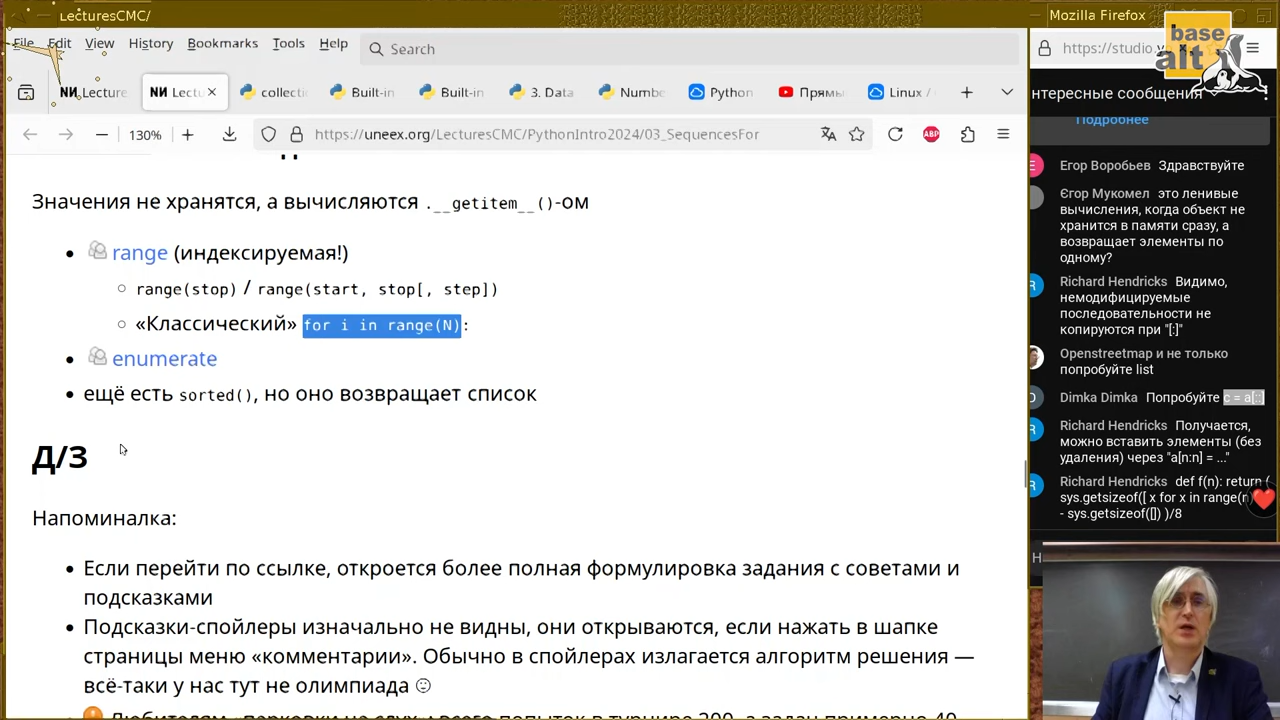 LecturesCMC/
File Edit View History Bookmarks Tools Help
Search
Lecture
Lectu
collecti
Built-in
Built-in
3. Data
Numbe
Python
Прямы
Linux /
130%
https://uneex.org/LecturesCMC/PythonIntro2024/03_SequencesFor
Значения не хранятся, а вычисляются .__getitem__()-ом
range (индексируемая!)
range(stop) / range(start, stop[, step])
«Классический» for i in range(N):
enumerate
ещё есть sorted(), но оно возвращает список
Д/З
Напоминалка:
Если перейти по ссылке, откроется более полная формулировка задания с советами и
подсказками
Подсказки-спойлеры изначально не видны, они открываются, если нажать в шапке
страницы меню «комментарии». Обычно в спойлерах излагается алгоритм решения —
всё-таки у нас тут не олимпиада
Mozilla Firefox
base
alt
https://studio.yo
нтересные сообщения
Подробнее
Егор Воробьев Здравствуйте
Єгор Мукомел это ленивые
вычисления, когда объект не
хранится в памяти сразу, а
возвращает элементы по
одному?
Richard Hendricks Видимо,
немодифицируемые
последовательности не
копируются при "[:]"
Openstreetmap и не только
попробуйте list
Dimka Dimka Попробуйте c = a[::]
Richard Hendricks Получается,
можно вставить элементы (без
удаления) через "a[n:n] = ..."
Richard Hendricks def f(n): return (
sys.getsizeof([ x for x in range(n)
- sys.getsizeof([]) )/8